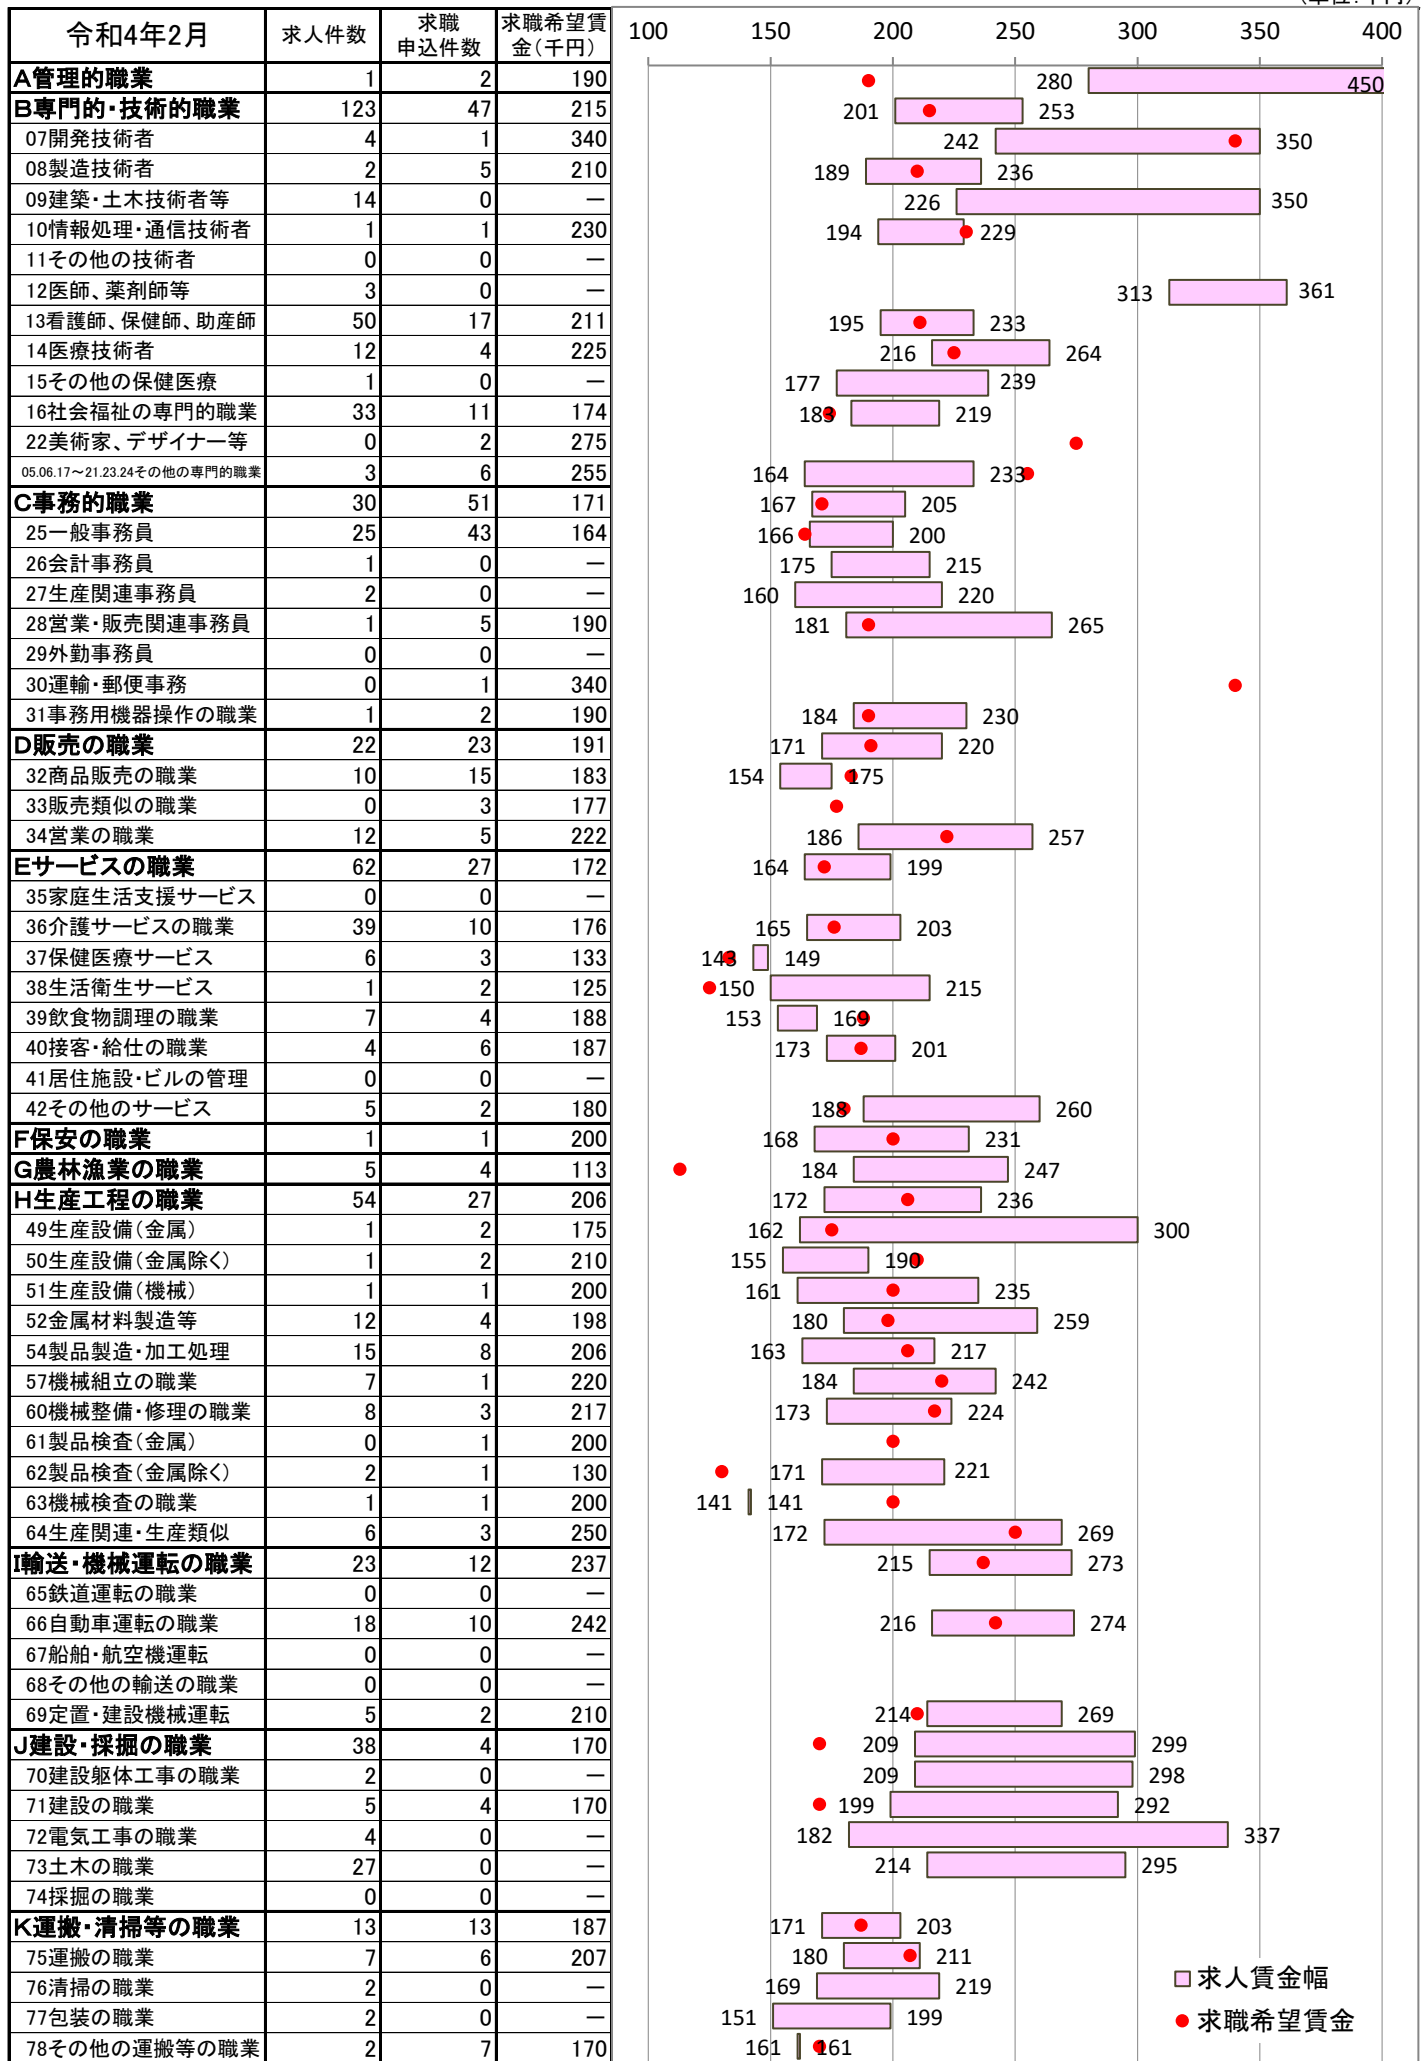 (単位:千円)
令和4年2月 求人件数 求職申込件数 求職希望賃金(千円) 100 150 200 250 300 350 400
A管理的職業 1 2 190 280 450
B専門的・技術的職業 123 47 215 201 253
07開発技術者 4 1 340 242 350
08製造技術者 2 5 210 189 236
09建築・土木技術者等 14 0 ― 226 350
10情報処理・通信技術者 1 1 230 194 229
11その他の技術者 0 0 ―
12医師、薬剤師等 3 0 ― 313 361
13看護師、保健師、助産師 50 17 211 195 233
14医療技術者 12 4 225 216 264
15その他の保健医療 1 0 ― 177 239
16社会福祉の専門的職業 33 11 174 183 219
22美術家、デザイナー等 0 2 275
05.06.17～21.23.24その他の専門的職業 3 6 255 164 233
C事務的職業 30 51 171 167 205
25一般事務員 25 43 164 166 200
26会計事務員 1 0 ― 175 215
27生産関連事務員 2 0 ― 160 220
28営業・販売関連事務員 1 5 190 181 265
29外勤事務員 0 0 ―
30運輸・郵便事務 0 1 340
31事務用機器操作の職業 1 2 190 184 230
D販売の職業 22 23 191 171 220
32商品販売の職業 10 15 183 154 175
33販売類似の職業 0 3 177
34営業の職業 12 5 222 186 257
Eサービスの職業 62 27 172 164 199
35家庭生活支援サービス 0 0 ―
36介護サービスの職業 39 10 176 165 203
37保健医療サービス 6 3 133 143 149
38生活衛生サービス 1 2 125 150 215
39飲食物調理の職業 7 4 188 153 169
40接客・給仕の職業 4 6 187 173 201
41居住施設・ビルの管理 0 0 ―
42その他のサービス 5 2 180 188 260
F保安の職業 1 1 200 168 231
G農林漁業の職業 5 4 113 184 247
H生産工程の職業 54 27 206 172 236
49生産設備(金属) 1 2 175 162 300
50生産設備(金属除く) 1 2 210 155 190
51生産設備(機械) 1 1 200 161 235
52金属材料製造等 12 4 198 180 259
54製品製造・加工処理 15 8 206 163 217
57機械組立の職業 7 1 220 184 242
60機械整備・修理の職業 8 3 217 173 224
61製品検査(金属) 0 1 200
62製品検査(金属除く) 2 1 130 171 221
63機械検査の職業 1 1 200 141 141
64生産関連・生産類似 6 3 250 172 269
I輸送・機械運転の職業 23 12 237 215 273
65鉄道運転の職業 0 0 ―
66自動車運転の職業 18 10 242 216 274
67船舶・航空機運転 0 0 ―
68その他の輸送の職業 0 0 ―
69定置・建設機械運転 5 2 210 214 269
J建設・採掘の職業 38 4 170 209 299
70建設躯体工事の職業 2 0 ― 209 298
71建設の職業 5 4 170 199 292
72電気工事の職業 4 0 ― 182 337
73土木の職業 27 0 ― 214 295
74採掘の職業 0 0 ―
K運搬・清掃等の職業 13 13 187 171 203
75運搬の職業 7 6 207 180 211
76清掃の職業 2 0 ― 169 219
77包装の職業 2 0 ― 151 199
78その他の運搬等の職業 2 7 170 161 161
求人賃金幅
求職希望賃金